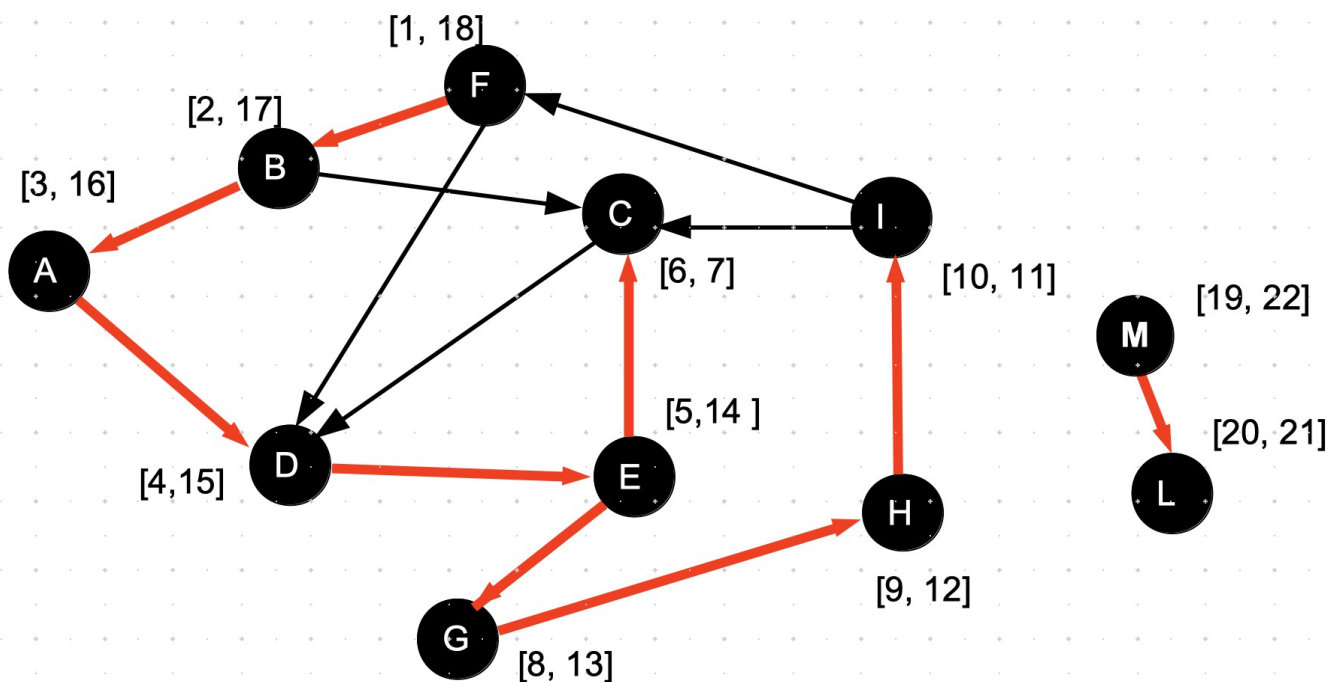 [1, 18]
F
[2, 17]
B
[3, 16]
A
C
[6, 7]
I
[10, 11]
[19, 22]
M
[5,14 ]
[20, 21]
D
[4,15]
E
L
H
[9, 12]
G
[8, 13]